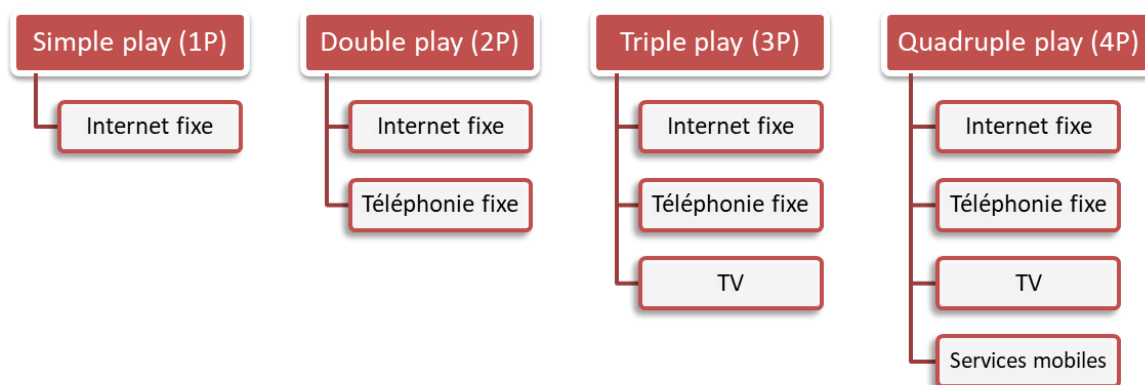 Simple play (1P)
Internet fixe
Double play (2P)
Internet fixe
Téléphonie fixe
Triple play (3P)
Internet fixe
Téléphonie fixe
TV
Quadruple play (4P)
Internet fixe
Téléphonie fixe
TV
Services mobiles